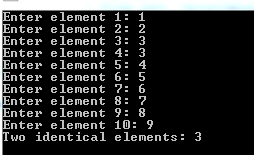 Enter element 1: 1
Enter element 2: 2
Enter element 3: 3
Enter element 4: 3
Enter element 5: 4
Enter element 6: 5
Enter element 7: 6
Enter element 8: 7
Enter element 9: 8
Enter element 10: 9
Two identical elements: 3